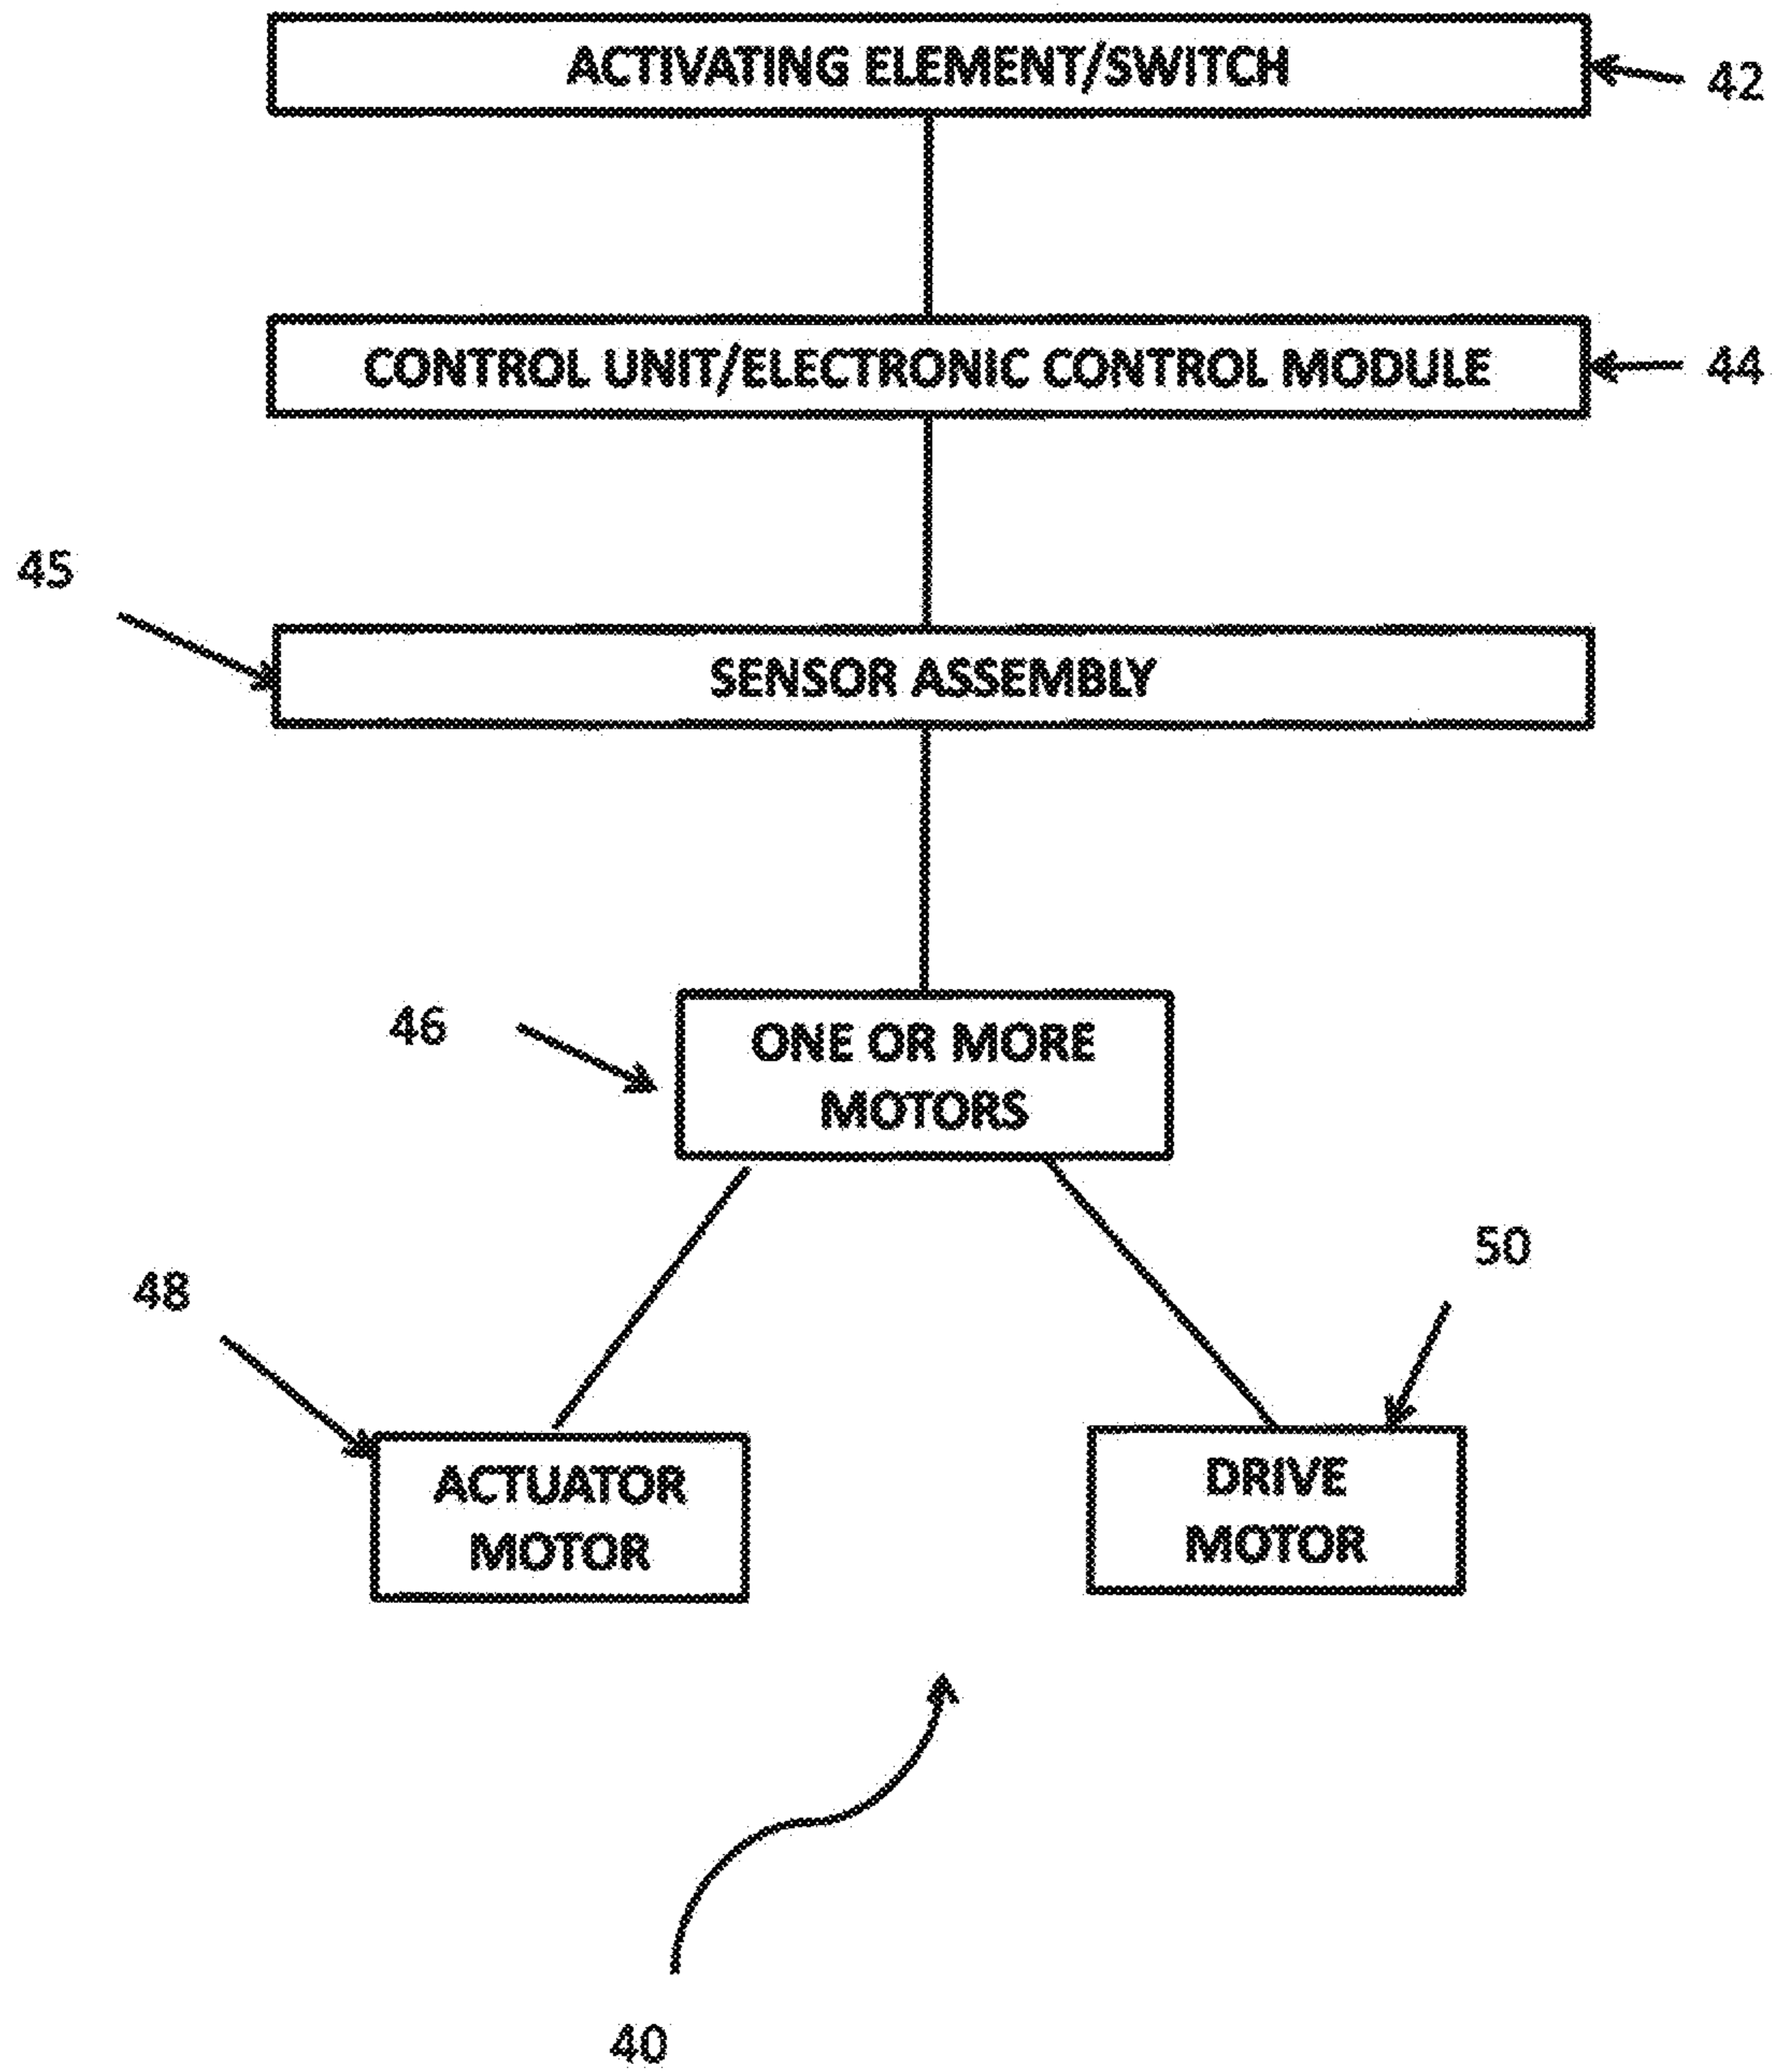 ACTIVATING ELEMENT/SWITCH
42
CONTROL UNIT/ELECTRONIC CONTROL MODULE
44
45
SENSOR ASSEMBLY
46
ONE OR MORE
MOTORS
50
48
ACTUATOR
MOTOR
DRIVE
MOTOR
40